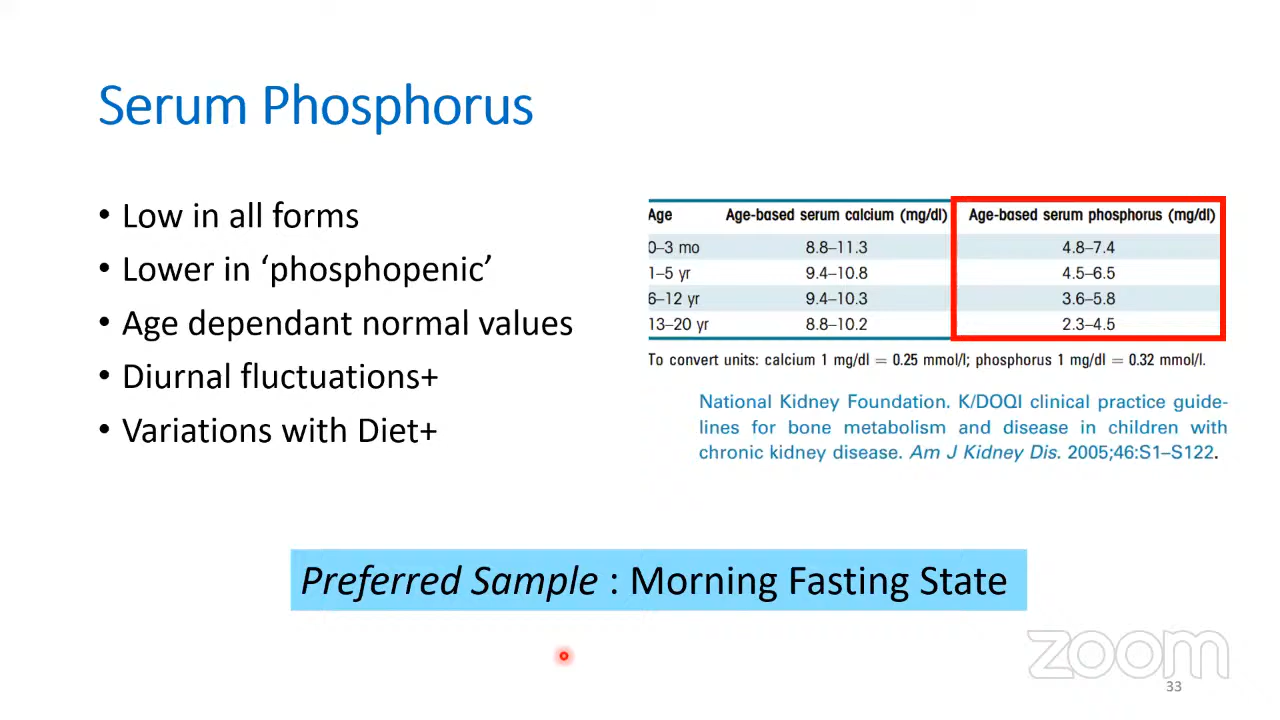 Serum Phosphorus
• Low in all forms
• Lower in ‘phosphopenic’
• Age dependant normal values
• Diurnal fluctuations+
• Variations with Diet+
Age Age-based serum calcium (mg/dl) Age-based serum phosphorus (mg/dl)
0–3 mo 8.8–11.3 4.8–7.4
1–5 yr 9.4–10.8 4.5–6.5
6–12 yr 9.4–10.3 3.6–5.8
13–20 yr 8.8–10.2 2.3–4.5
To convert units: calcium 1 mg/dl = 0.25 mmol/l; phosphorus 1 mg/dl = 0.32 mmol/l.
National Kidney Foundation. K/DOQI clinical practice guide-
lines for bone metabolism and disease in children with
chronic kidney disease. Am J Kidney Dis. 2005;46:S1–S122.
Preferred Sample : Morning Fasting State
zoom
33